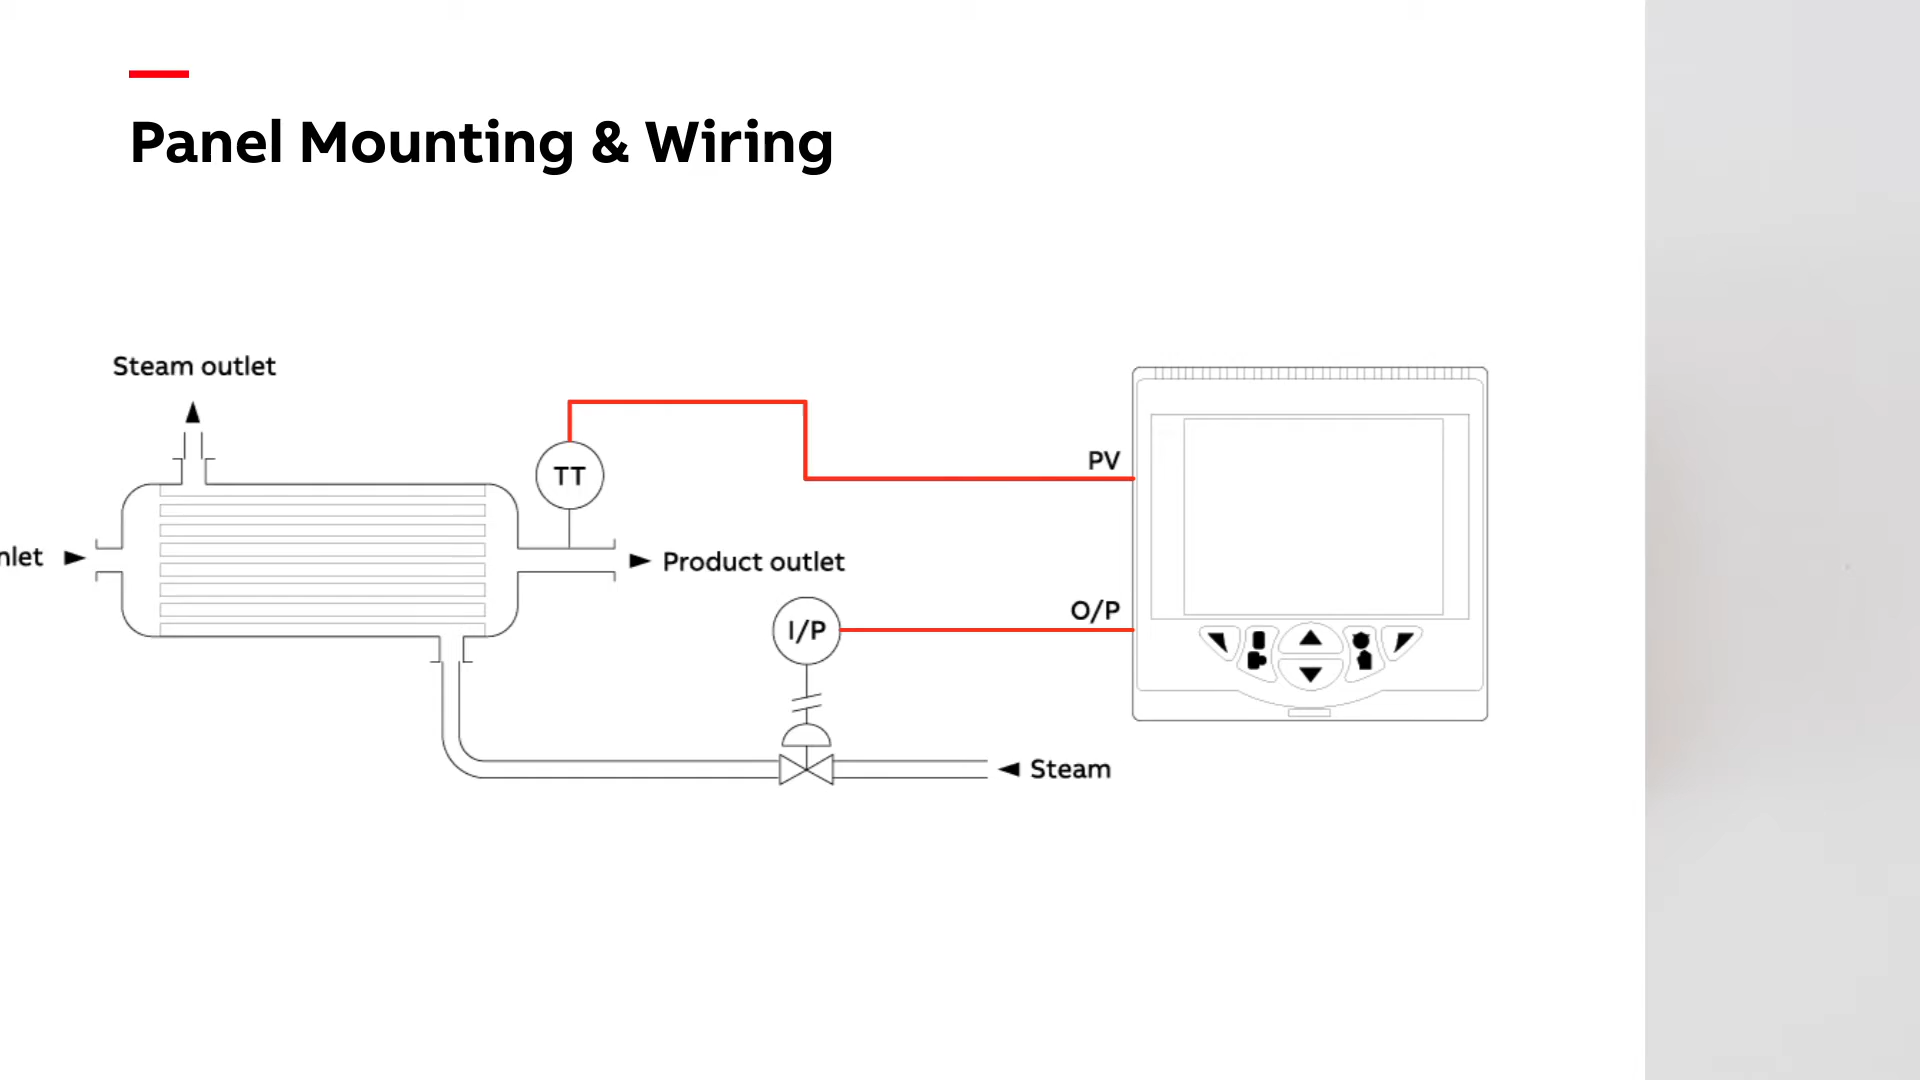 Panel Mounting & Wiring
Steam outlet
TT
PV
nlet
Product outlet
O/P
I/P
Steam